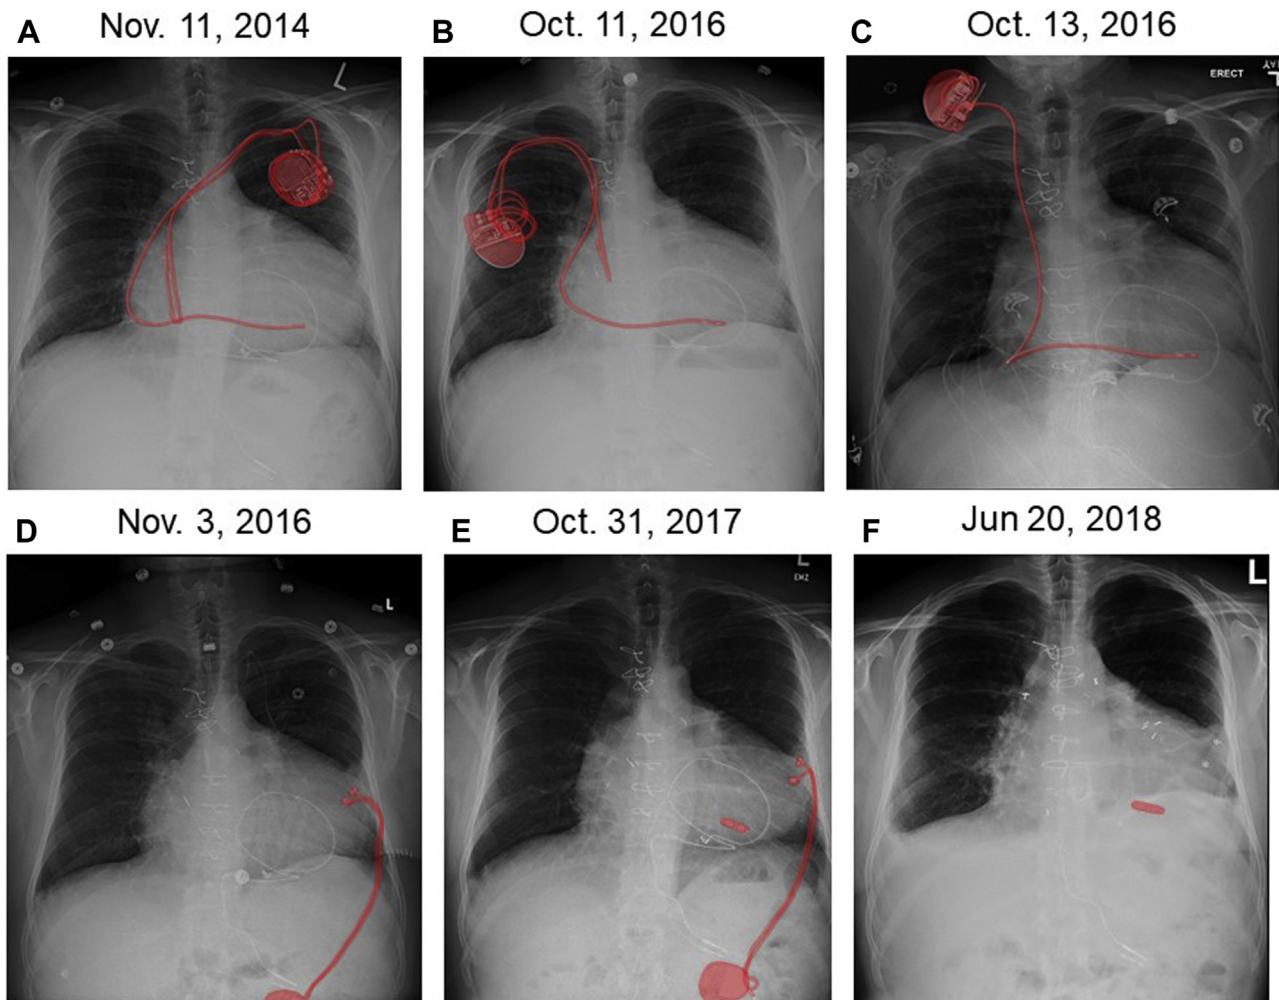 A Nov. 11, 2014
B Oct. 11, 2016
C Oct. 13, 2016
L
ERECT
D Nov. 3, 2016
E Oct. 31, 2017
F Jun 20, 2018
L
L
L